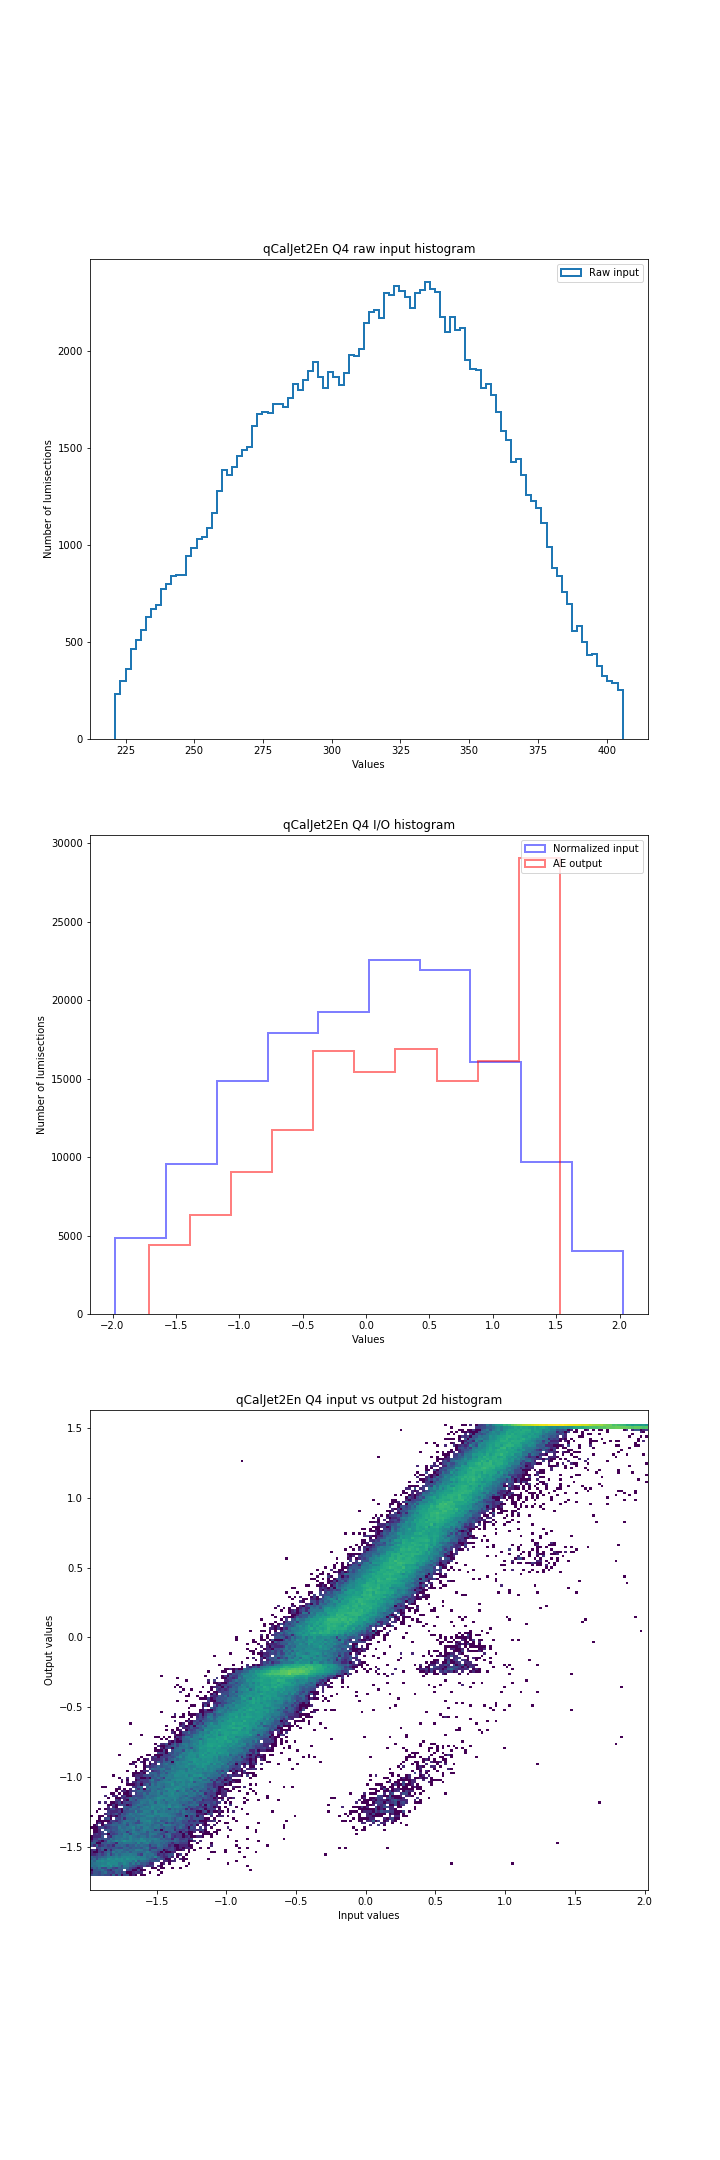 qCalJet2En Q4 raw input histogram
Raw input
2000
1500
1000
500
0
Number of lumisections
225 250 275 300 325 350 375 400
Values
qCalJet2En Q4 I/O histogram
Normalized input
AE output
30000
25000
20000
15000
10000
5000
0
Number of lumisections
−2.0 −1.5 −1.0 −0.5 0.0 0.5 1.0 1.5 2.0
Values
qCalJet2En Q4 input vs output 2d histogram
1.5
1.0
0.5
0.0
−0.5
−1.0
−1.5
Output values
−1.5 −1.0 −0.5 0.0 0.5 1.0 1.5 2.0
Input values